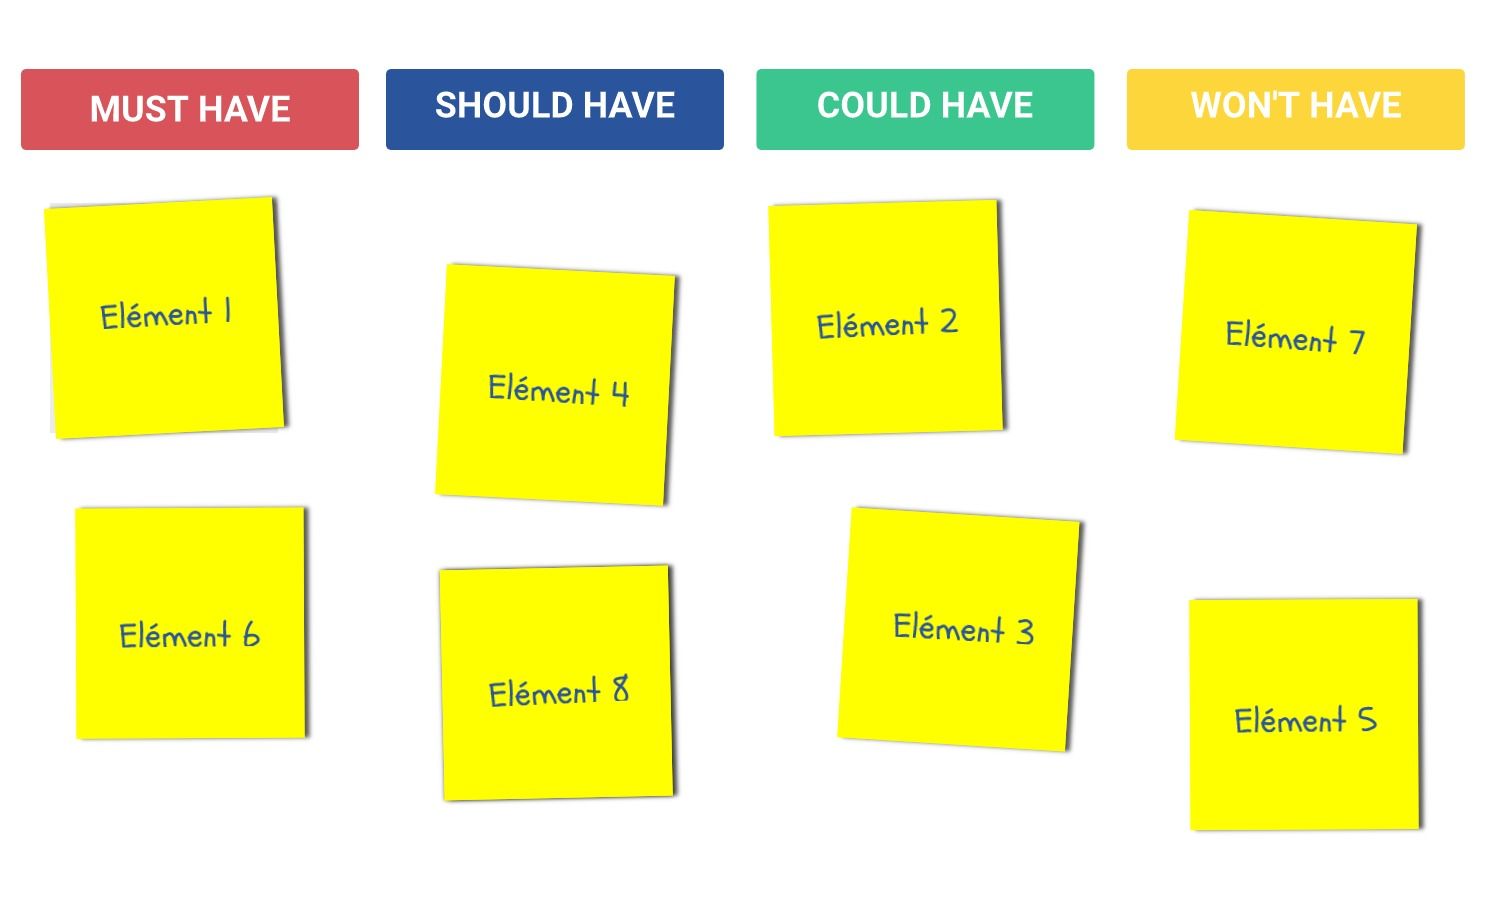 MUST HAVE
SHOULD HAVE
COULD HAVE
WON'T HAVE
Elément 1
Elément 4
Elément 2
Elément 7
Elément 6
Elément 8
Elément 3
Elément 5